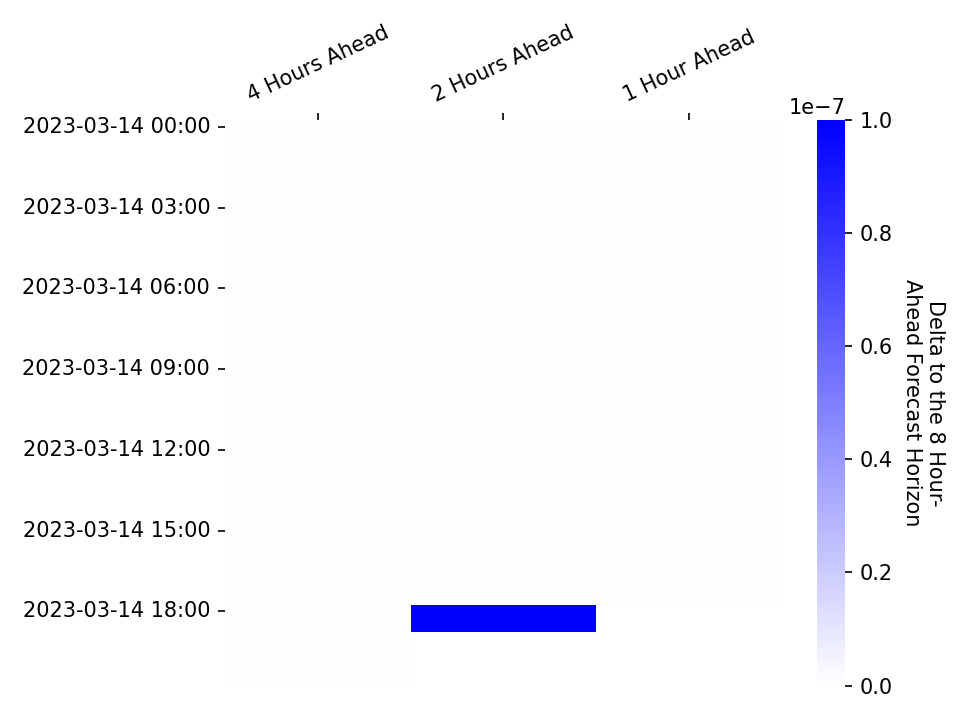 4 Hours Ahead
2 Hours Ahead
1 Hour Ahead
2023-03-14 00:00
2023-03-14 03:00
2023-03-14 06:00
2023-03-14 09:00
2023-03-14 12:00
2023-03-14 15:00
2023-03-14 18:00
1e−7
1.0
0.8
0.6
0.4
0.2
0.0
Delta to the 8 Hour-
Ahead Forecast Horizon